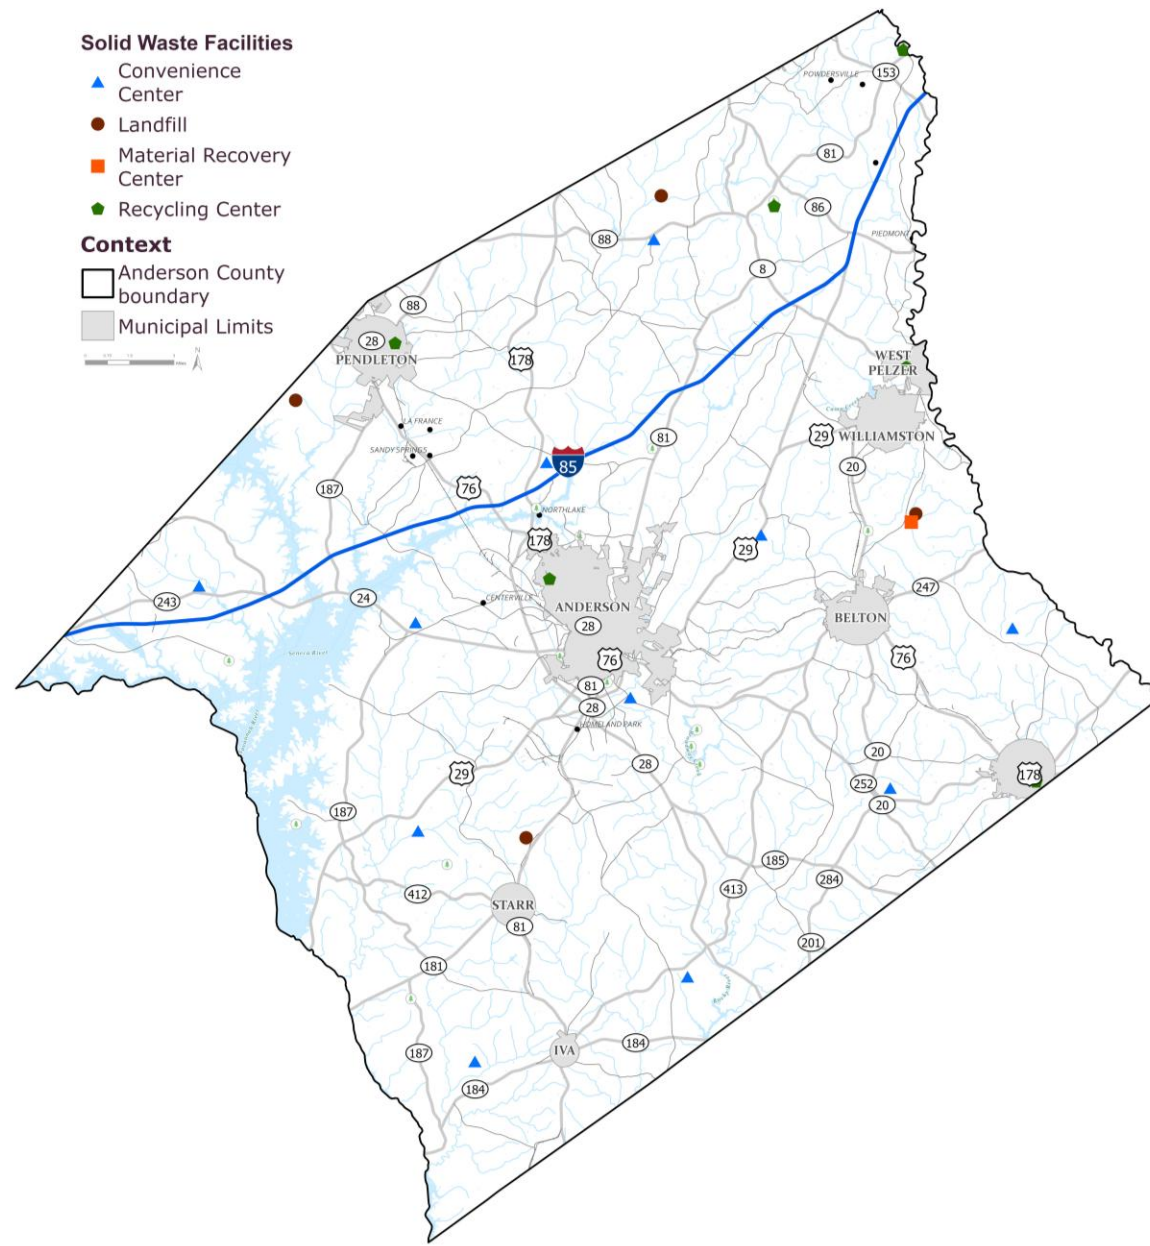 Solid Waste Facilities
Convenience
Center
Landfill
Material Recovery
Center
Recycling Center
Context
Anderson County
boundary
Municipal Limits
N
153
POWDERSVILLE
81
86
88
PIEDMONT
8
88
28
PENDLETON
178
WEST
PELZER
LA FRANCE
29
WILLIAMSTON
81
SANDY SPRINGS
85
20
76
187
NORTHLAKE
178
29
247
243
24
CENTERVILLE
ANDERSON
28
BELTON
Seneca River
76
76
81
28
HOMELAND PARK
20
28
29
178
252
20
187
185
284
412
413
STARR
81
201
181
Rocky River
184
IVA
187
184